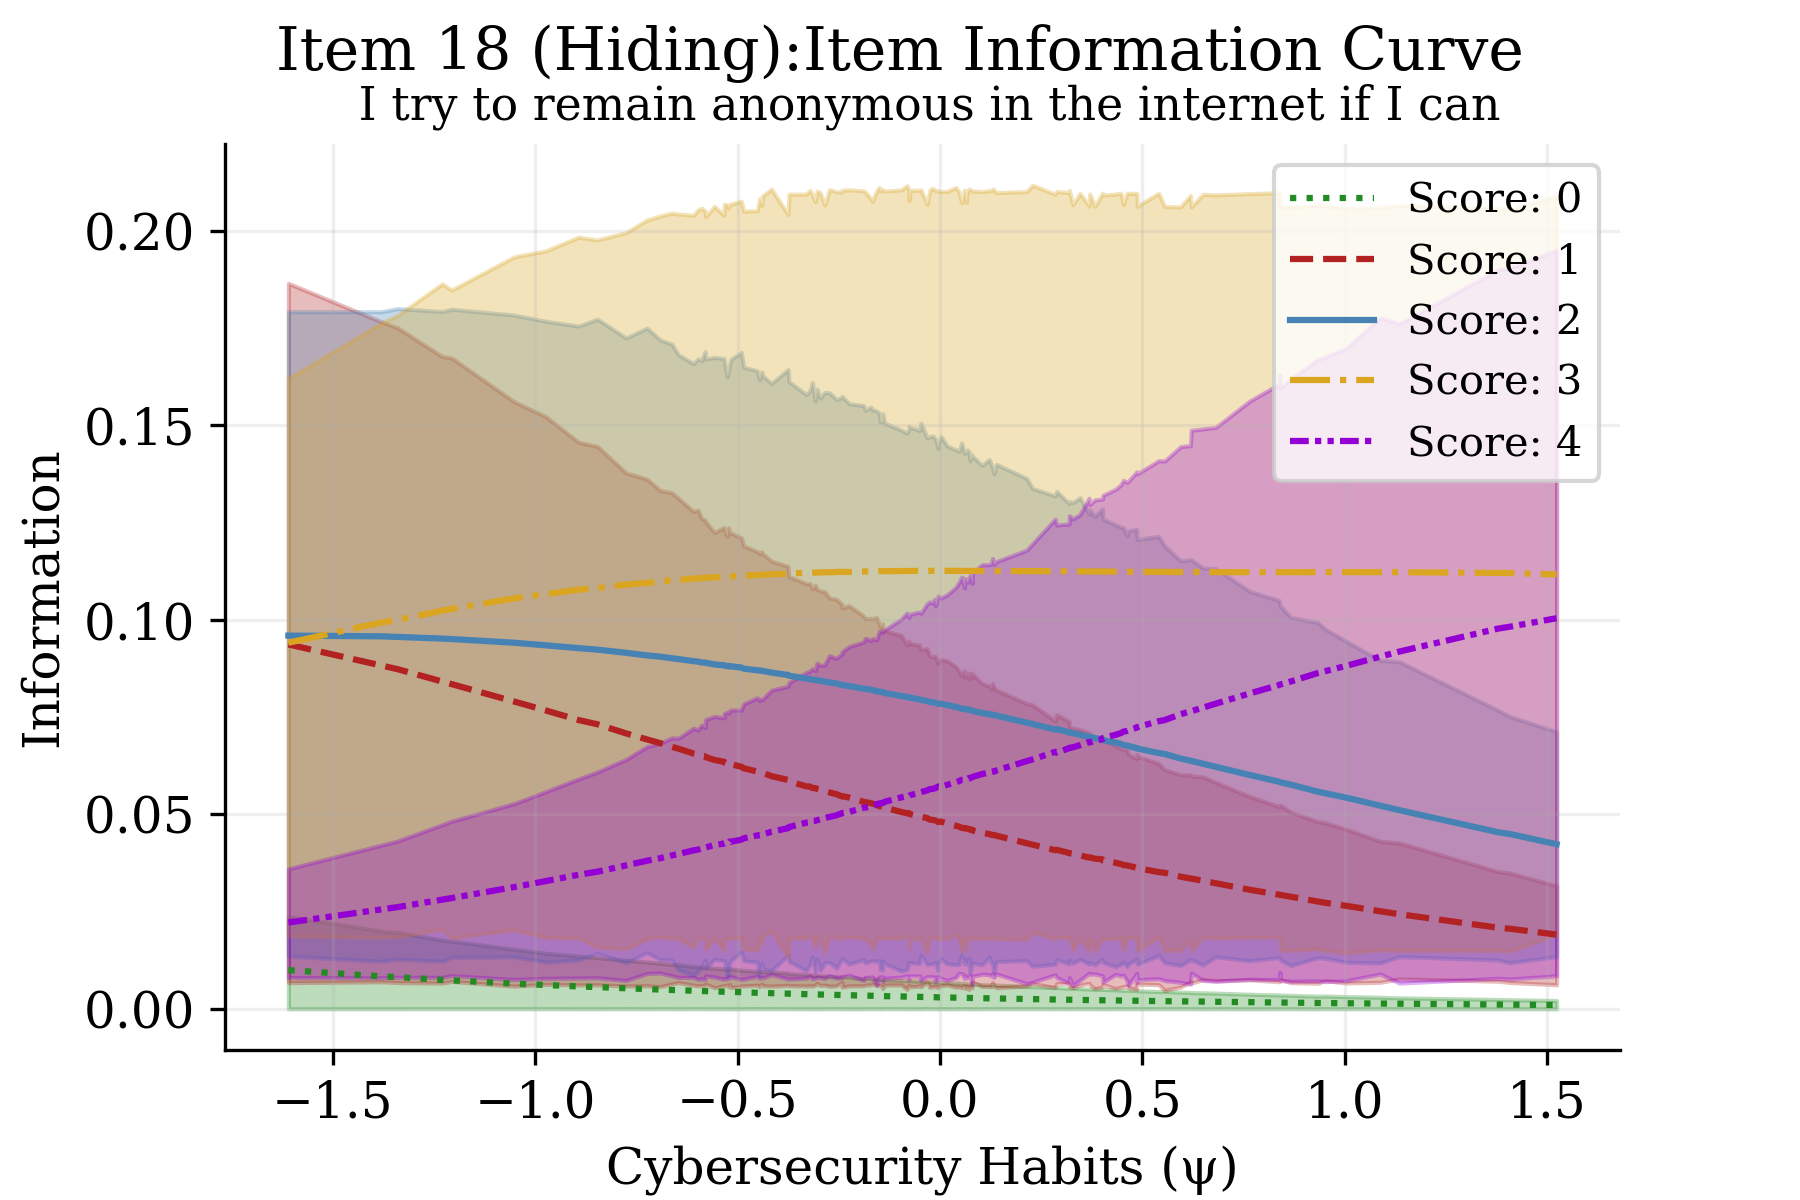 Item 18 (Hiding):Item Information Curve
I try to remain anonymous in the internet if I can
Score: 0
Score: 1
Score: 2
Score: 3
Score: 4
0.20
0.15
0.10
0.05
0.00
Information
−1.5
−1.0
−0.5
0.0
0.5
1.0
1.5
Cybersecurity Habits (ψ)